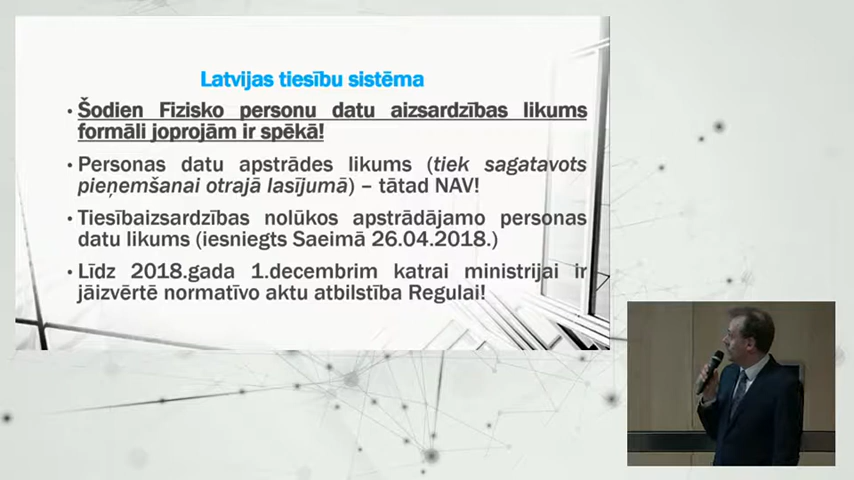 Latvijas tiesību sistēma
• Šodien Fizisko personu datu aizsardzības likums
formāli joprojām ir spēkā!
• Personas datu apstrādes likums (tiek sagatavots
pieņemšanai otrajā lasījumā) – tātad NAV!
• Tiesībaizsardzības nolūkos apstrādājamo personas
datu likums (iesniegts Saeimā 26.04.2018.)
• Līdz 2018.gada 1.decembrim katrai ministrijai ir
jāizvērtē normatīvo aktu atbilstība Regulai!